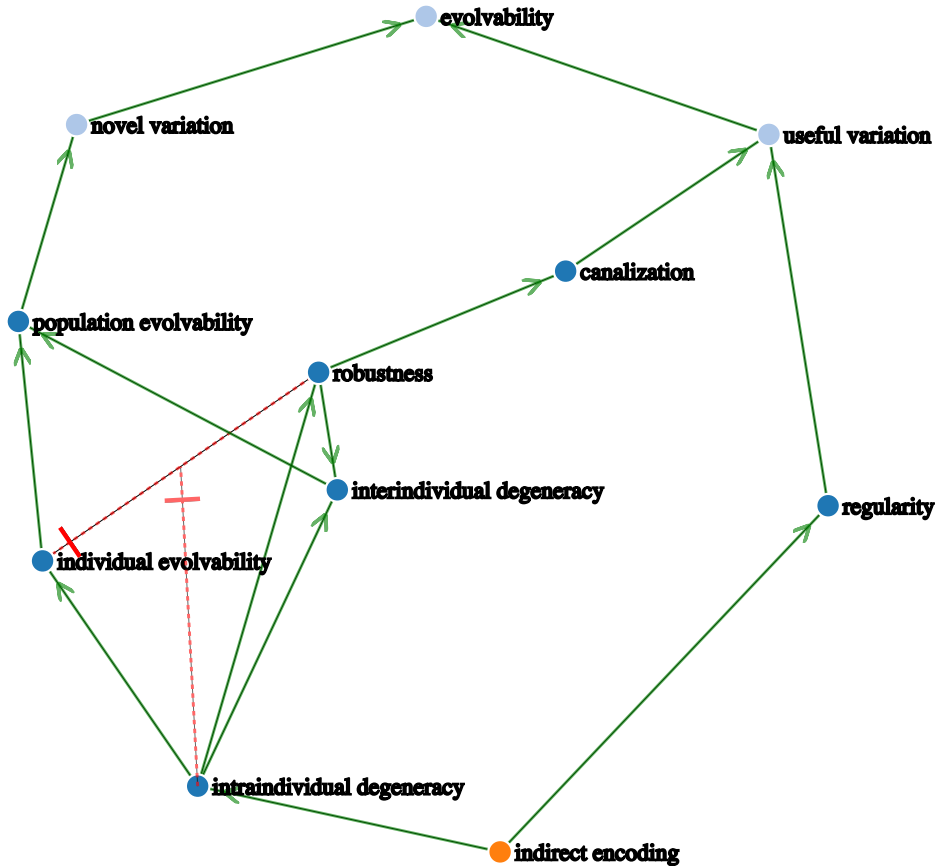 evolvability
novel variation
useful variation
canalization
population evolvability
robustness
interindividual degeneracy
regularity
individual evolvability
intraindividual degeneracy
indirect encoding